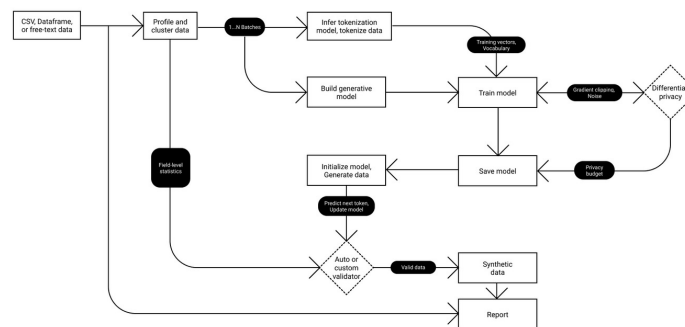 CSV, Dataframe,
or free-text data
Profile and
cluster data
1...N Batches
Infer tokenization
model, tokenize data
Training vectors,
Vocabulary
Build generative
model
Train model
Gradient clipping,
Noise
Differential
privacy
Field-level
statistics
Initialize model,
Generate data
Save model
Privacy
budget
Predict next token,
Update model
Auto or
custom
validator
Valid data
Synthetic
data
Report